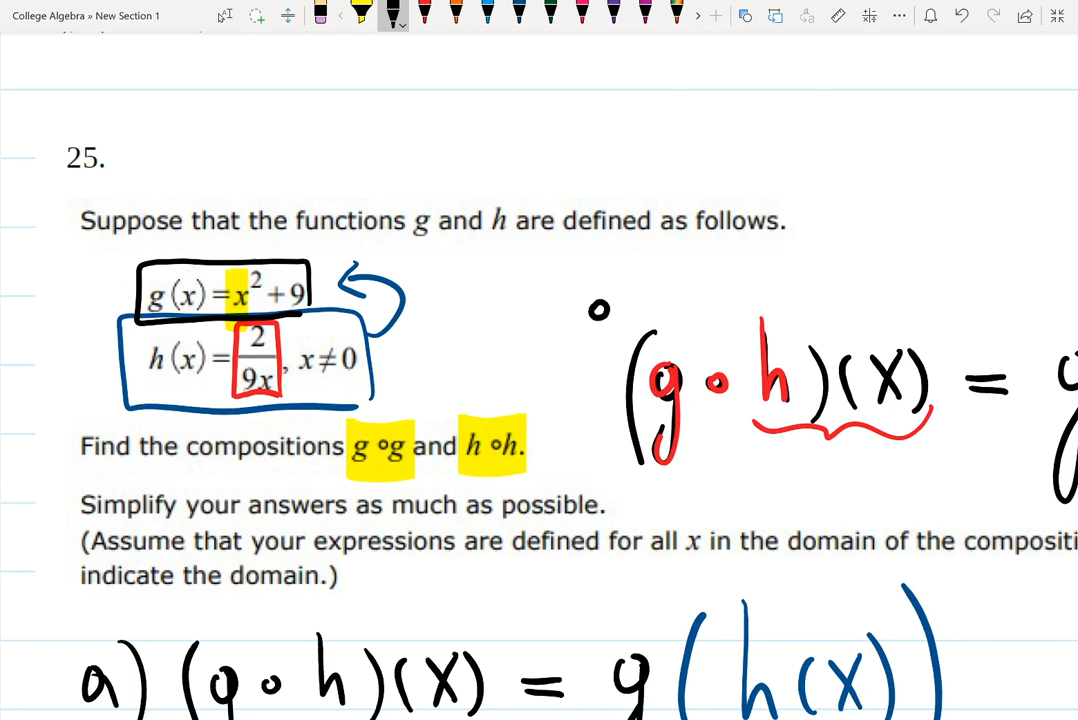 College Algebra » New Section 1
25.
Suppose that the functions g and h are defined as follows.
g(x)=x²+9
h(x)=2/9x, x≠0
∘
(g∘h)(x) = g
Find the compositions g∘g and h∘h.
Simplify your answers as much as possible.
(Assume that your expressions are defined for all x in the domain of the compositi
indicate the domain.)
a) (g∘h)(x) = g(h(x))